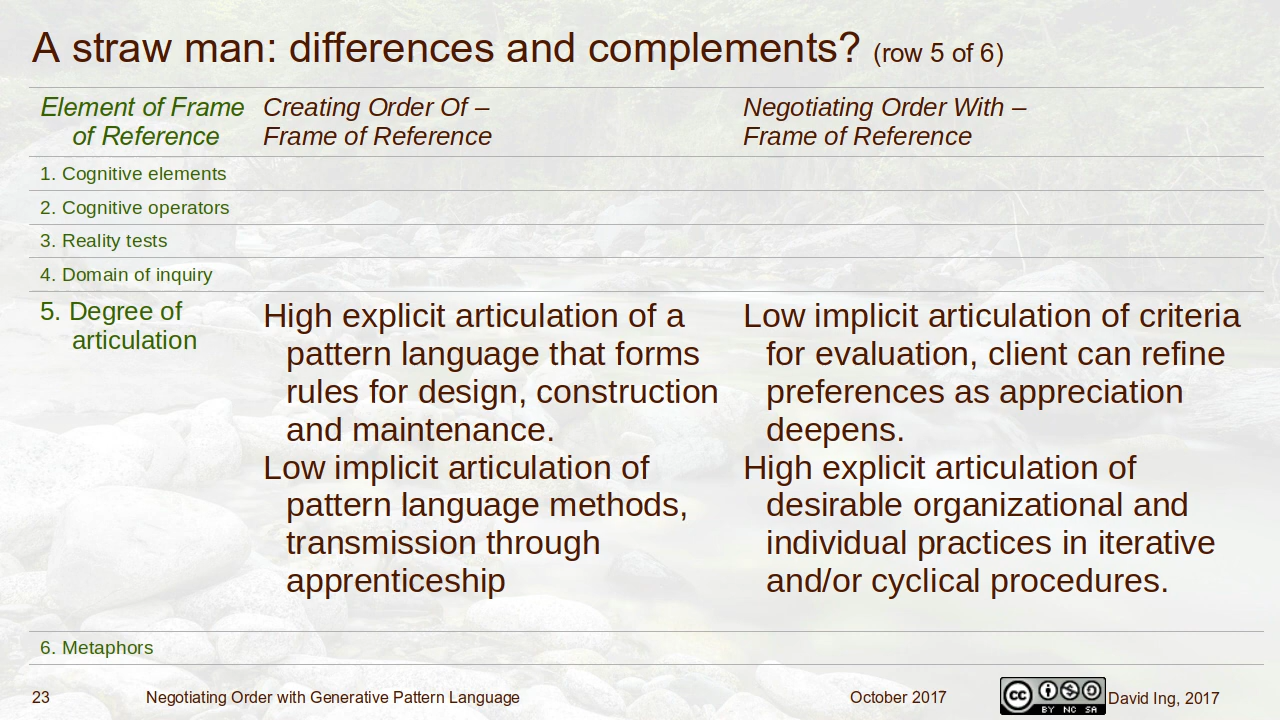 A straw man: differences and complements? (row 5 of 6)
Element of Frame
of Reference
Creating Order Of –
Frame of Reference
Negotiating Order With –
Frame of Reference
1. Cognitive elements
2. Cognitive operators
3. Reality tests
4. Domain of inquiry
5. Degree of
articulation
High explicit articulation of a
pattern language that forms
rules for design, construction
and maintenance.
Low implicit articulation of
pattern language methods,
transmission through
apprenticeship
Low implicit articulation of criteria
for evaluation, client can refine
preferences as appreciation
deepens.
High explicit articulation of
desirable organizational and
individual practices in iterative
and/or cyclical procedures.
6. Metaphors
23
Negotiating Order with Generative Pattern Language
October 2017
cc
BY NC SA
David Ing, 2017